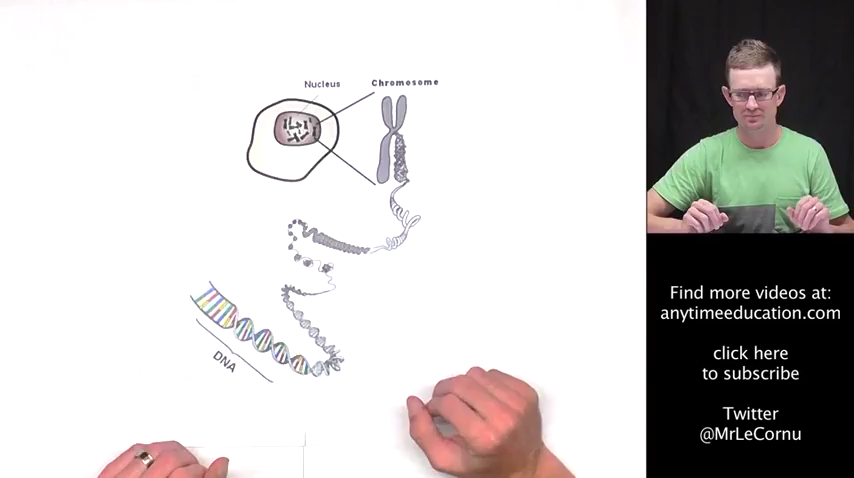 Nucleus
Chromosome
DNA
Find more videos at:
anytimeeducation.com
click here
to subscribe
Twitter
@MrLeCornu